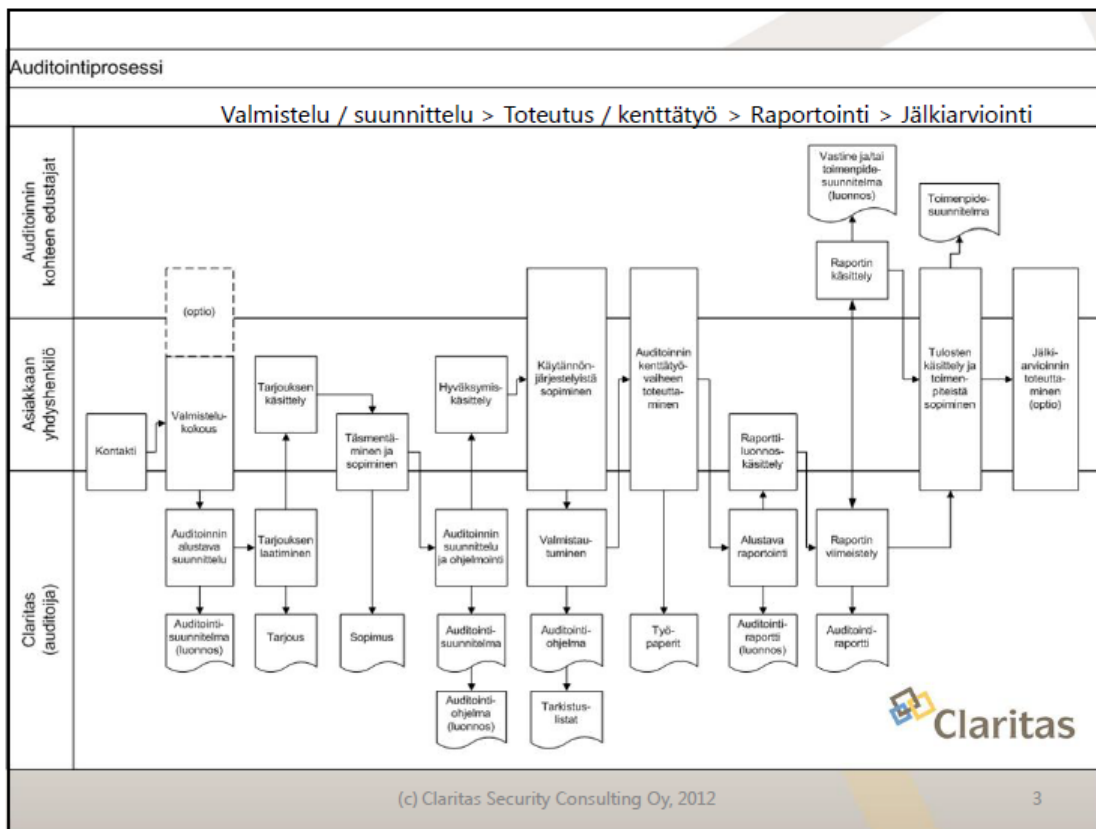 Auditointiprosessi
Valmistelu / suunnittelu > Toteutus / kenttätyö > Raportointi > Jälkiarviointi
Auditoinnin
kohteen edustajat
Vastine ja/tai
toimenpide-
suunnitelma
(luonnos)
Toimenpide-
suunnitelma
Raportin
käsittely
(optio)
Asiakkaan
yhdyshenkilö
Kontakti
Valmistelu-
kokous
Tarjouksen
käsittely
Täsmentä-
minen ja
sopiminen
Hyväksymis-
käsittely
Käytännön-
järjestelyistä
sopiminen
Auditoinnin
kenttätyö-
vaiheen
toteutta-
minen
Raportti-
luonnos-
käsittely
Tulosten
käsittely ja
toimen-
piteistä
sopiminen
Jälki-
arvioinnin
toteutta-
minen
(optio)
Claritas
(auditoija)
Auditoinnin
alustava
suunnittelu
Tarjouksen
laatiminen
Auditoinnin
suunnittelu
ja ohjelmointi
Valmistau-
tuminen
Alustava
raportointi
Raportin
viimeistely
Auditointi-
suunnitelma
(luonnos)
Tarjous
Sopimus
Auditointi-
suunnitelma
Auditointi-
ohjelma
Työ-
paperit
Auditointi-
raportti
(luonnos)
Auditointi-
raportti
Auditointi-
ohjelma
(luonnos)
Tarkistus-
listat
Claritas
(c) Claritas Security Consulting Oy, 2012
3